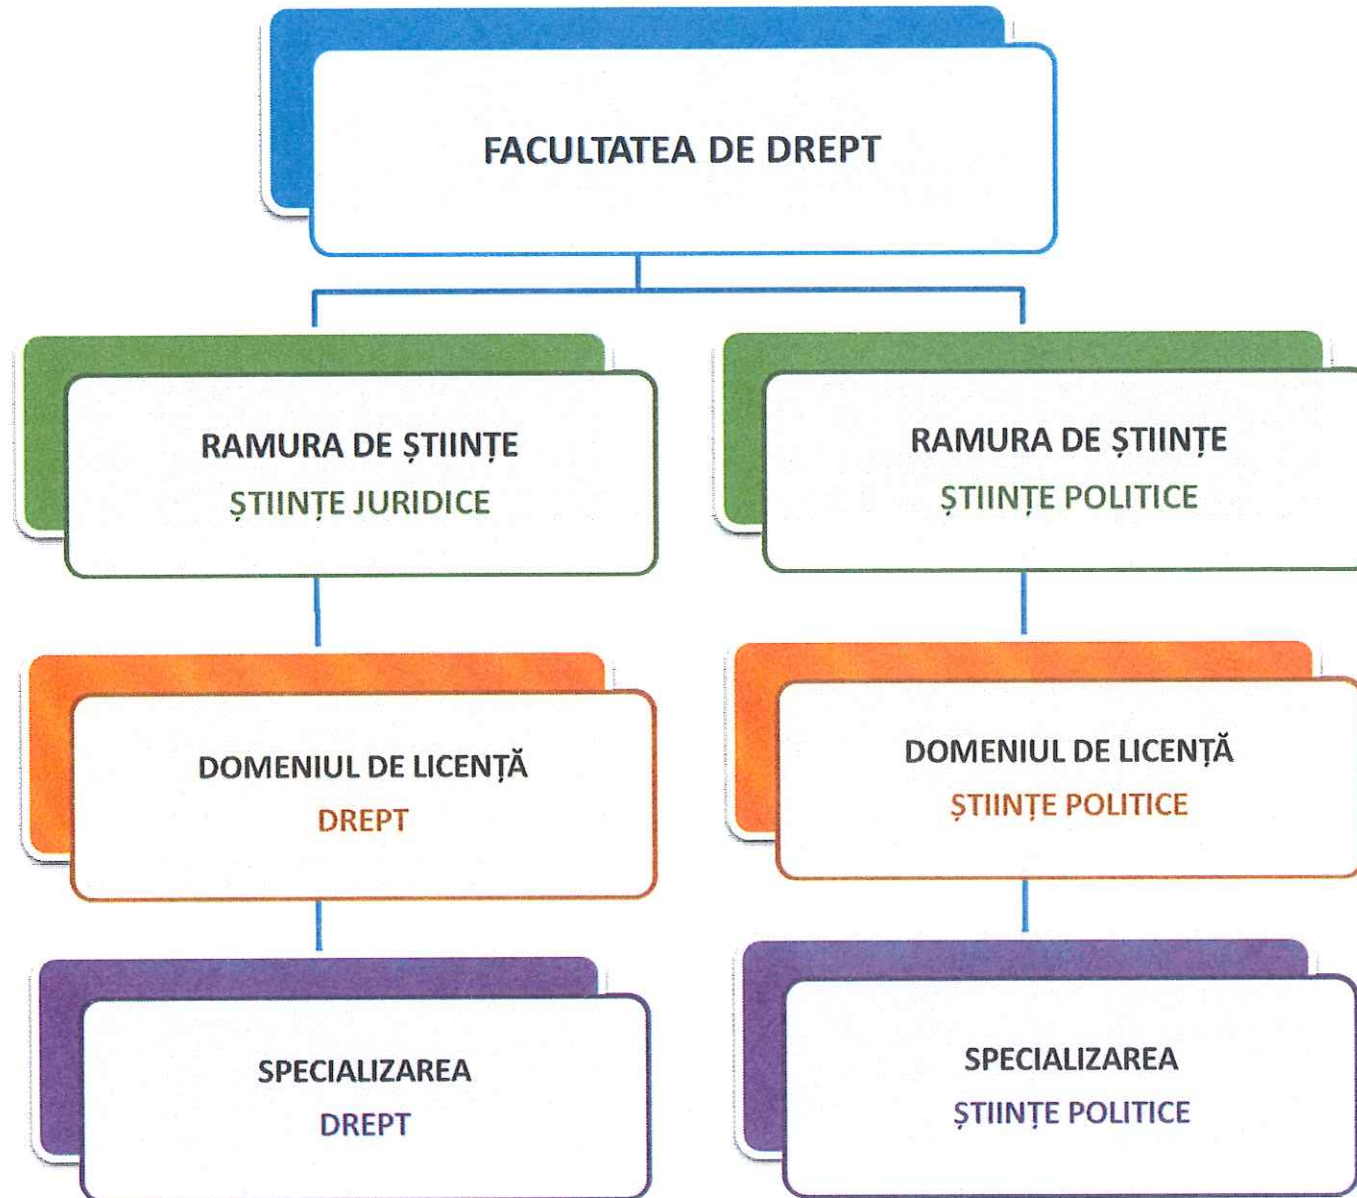 FACULTATEA DE DREPT
RAMURA DE ȘTIINȚE
ȘTIINȚE JURIDICE
RAMURA DE ȘTIINȚE
ȘTIINȚE POLITICE
DOMENIUL DE LICENȚĂ
DREPT
DOMENIUL DE LICENȚĂ
ȘTIINȚE POLITICE
SPECIALIZAREA
DREPT
SPECIALIZAREA
ȘTIINȚE POLITICE